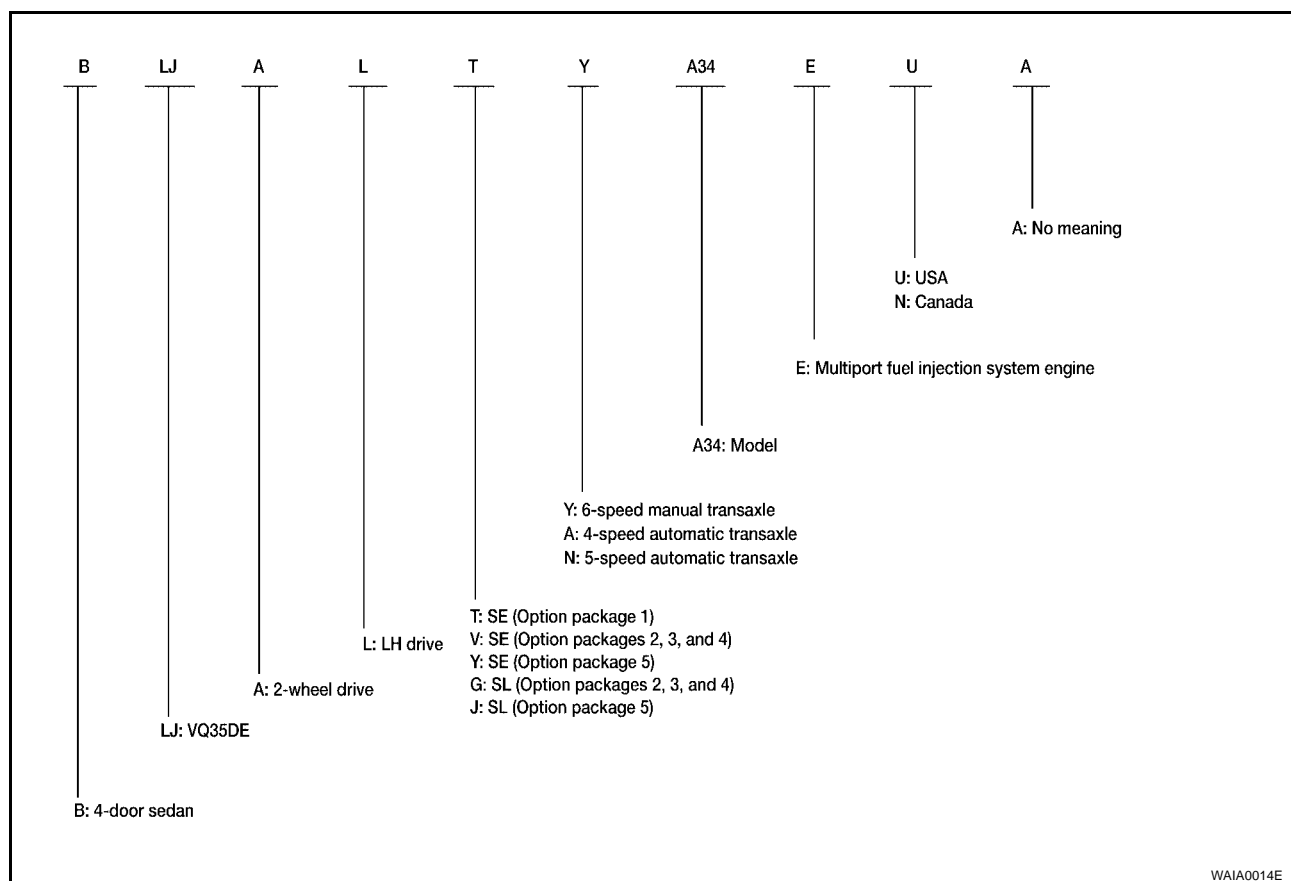 B LJ A L T Y A34 E U A
A: No meaning
U: USA
N: Canada
E: Multiport fuel injection system engine
A34: Model
Y: 6-speed manual transaxle
A: 4-speed automatic transaxle
N: 5-speed automatic transaxle
T: SE (Option package 1)
V: SE (Option packages 2, 3, and 4)
Y: SE (Option package 5)
G: SL (Option packages 2, 3, and 4)
J: SL (Option package 5)
L: LH drive
A: 2-wheel drive
LJ: VQ35DE
B: 4-door sedan
WAIA0014E